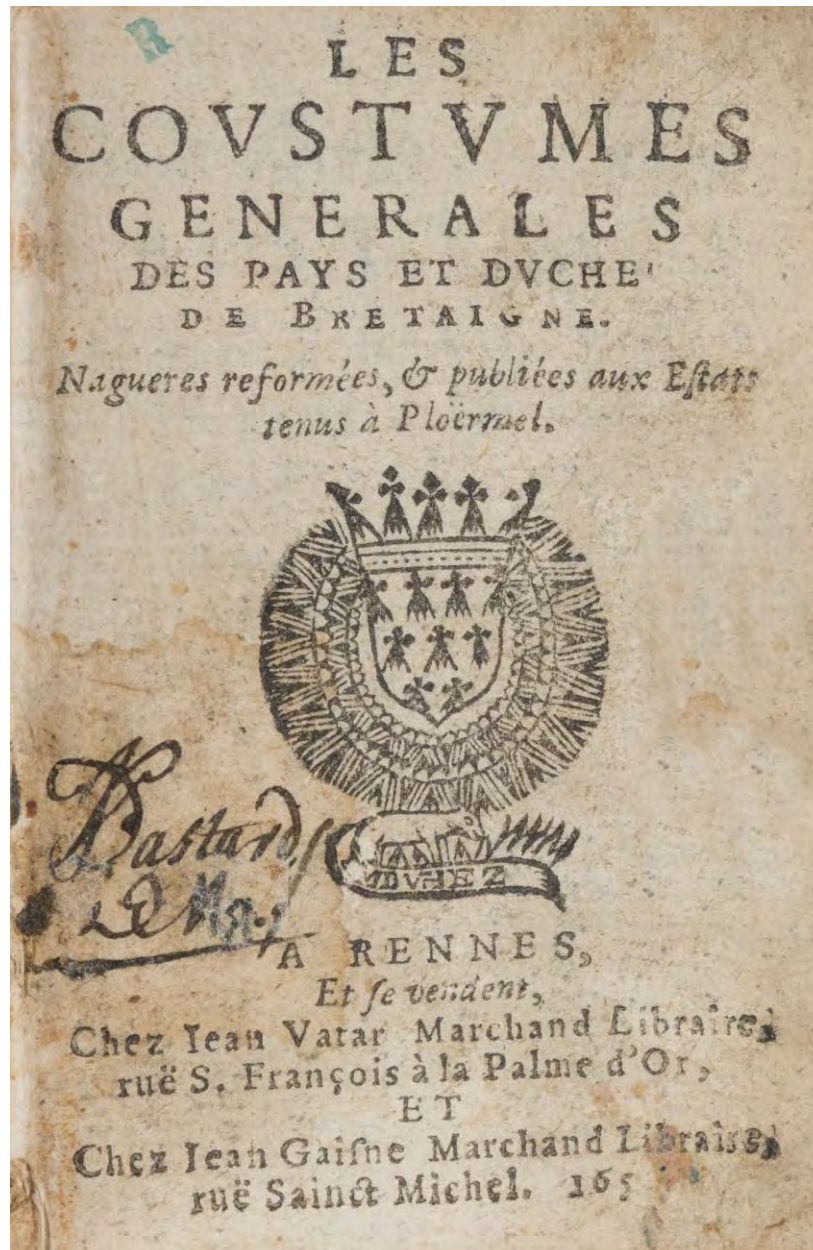 R
LES
COVSTVMES
GENERALES
DES PAYS ET DVCHE'
DE BRETAIGNE.
Nagueres reformées, & publiées aux Eſtats
tenus à Ploërmel.
DVHEZ
Bastard
A RENNES,
Et ſe vendent,
Chez Iean Vatar Marchand Libraire,
ruë S. François à la Palme d'Or,
ET
Chez Iean Gaiſne Marchand Libraire,
ruë Sainct Michel. 165